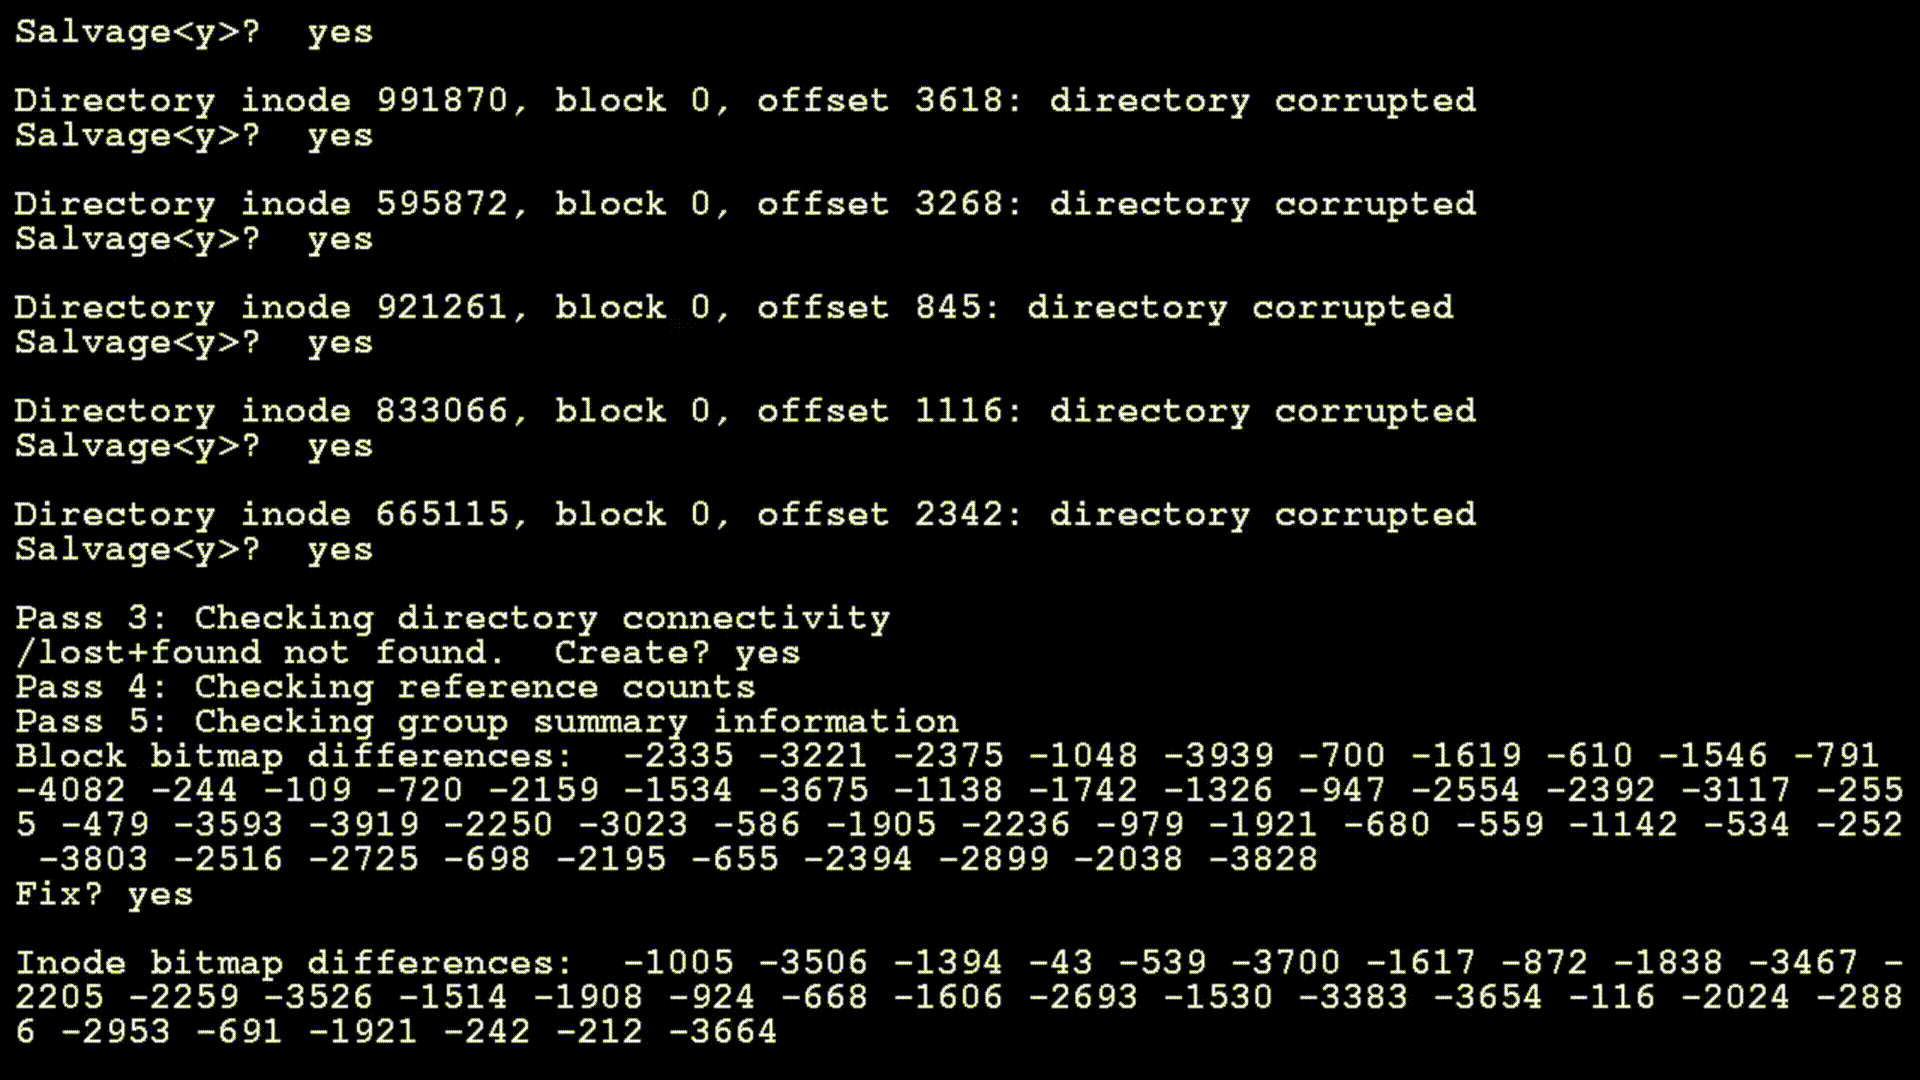 Salvage<y>?  yes
Directory inode 991870, block 0, offset 3618: directory corrupted
Salvage<y>?  yes
Directory inode 595872, block 0, offset 3268: directory corrupted
Salvage<y>?  yes
Directory inode 921261, block 0, offset 845: directory corrupted
Salvage<y>?  yes
Directory inode 833066, block 0, offset 1116: directory corrupted
Salvage<y>?  yes
Directory inode 665115, block 0, offset 2342: directory corrupted
Salvage<y>?  yes
Pass 3: Checking directory connectivity
/lost+found not found.  Create? yes
Pass 4: Checking reference counts
Pass 5: Checking group summary information
Block bitmap differences:  -2335 -3221 -2375 -1048 -3939 -700 -1619 -610 -1546 -791
-4082 -244 -109 -720 -2159 -1534 -3675 -1138 -1742 -1326 -947 -2554 -2392 -3117 -255
5 -479 -3593 -3919 -2250 -3023 -586 -1905 -2236 -979 -1921 -680 -559 -1142 -534 -252
-3803 -2516 -2725 -698 -2195 -655 -2394 -2899 -2038 -3828
Fix? yes
Inode bitmap differences:  -1005 -3506 -1394 -43 -539 -3700 -1617 -872 -1838 -3467 -
2205 -2259 -3526 -1514 -1908 -924 -668 -1606 -2693 -1530 -3383 -3654 -116 -2024 -288
6 -2953 -691 -1921 -242 -212 -3664